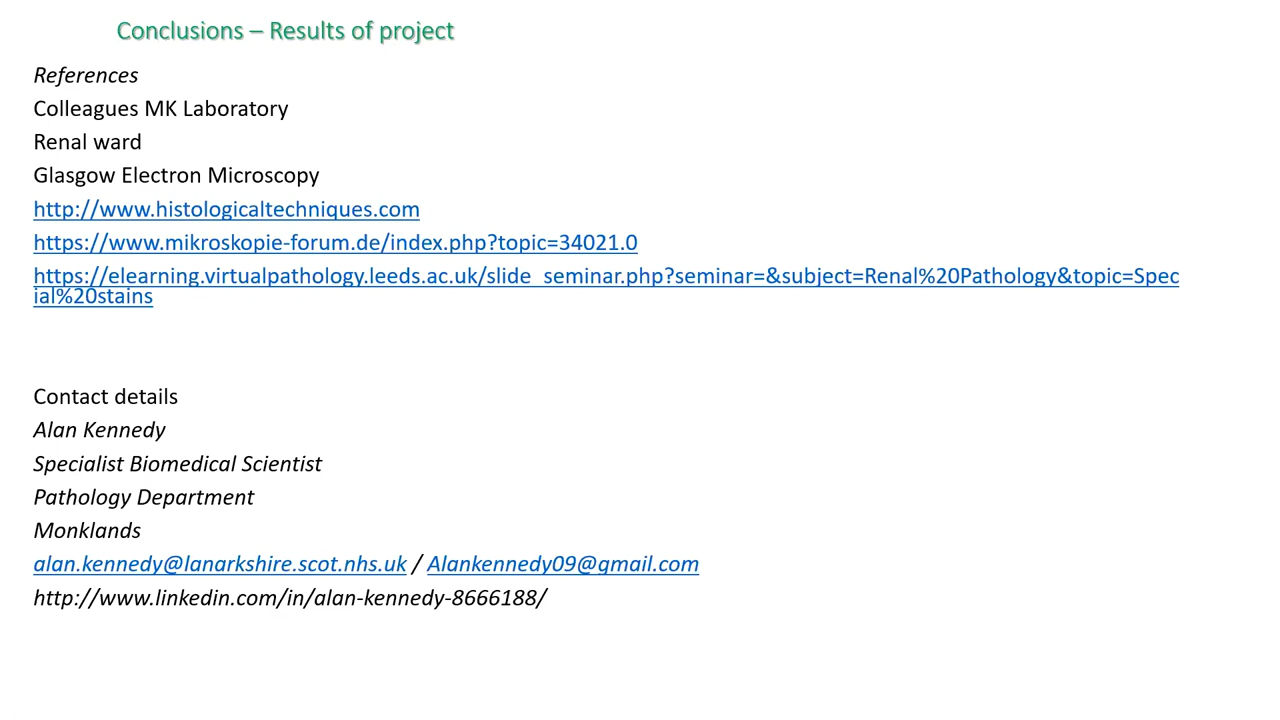 Conclusions – Results of project
References
Colleagues MK Laboratory
Renal ward
Glasgow Electron Microscopy
http://www.histologicaltechniques.com
https://www.mikroskopie-forum.de/index.php?topic=34021.0
https://elearning.virtualpathology.leeds.ac.uk/slide_seminar.php?seminar=&subject=Renal%20Pathology&topic=Spec
ial%20stains
Contact details
Alan Kennedy
Specialist Biomedical Scientist
Pathology Department
Monklands
alan.kennedy@lanarkshire.scot.nhs.uk / Alankennedy09@gmail.com
http://www.linkedin.com/in/alan-kennedy-8666188/